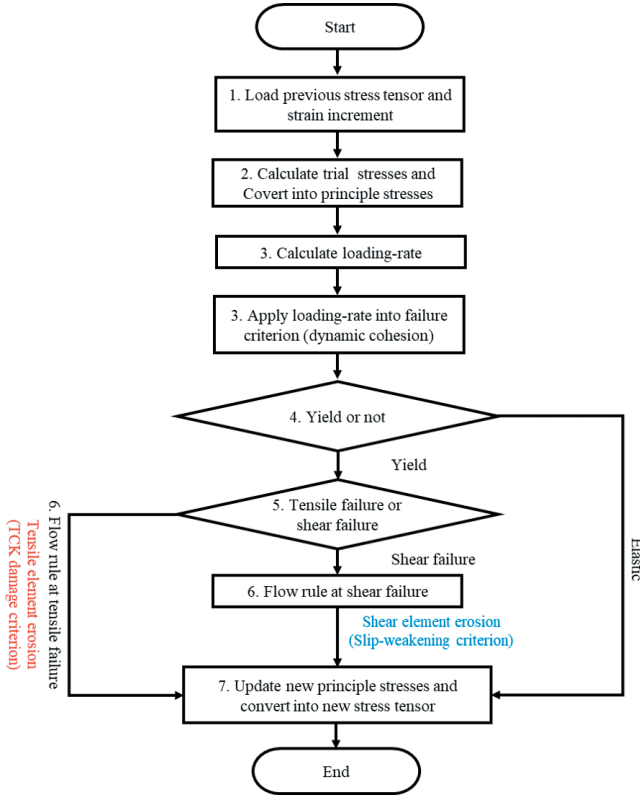 Start
1. Load previous stress tensor and
strain increment
2. Calculate trial stresses and
Covert into principle stresses
3. Calculate loading-rate
3. Apply loading-rate into failure
criterion (dynamic cohesion)
4. Yield or not
Yield
5. Tensile failure or
shear failure
Shear failure
6. Flow rule at shear failure
Shear element erosion
(Slip-weakening criterion)
6. Flow rule at tensile failure
Tensile element erosion
(TCK damage criterion)
Elastic
7. Update new principle stresses and
convert into new stress tensor
End